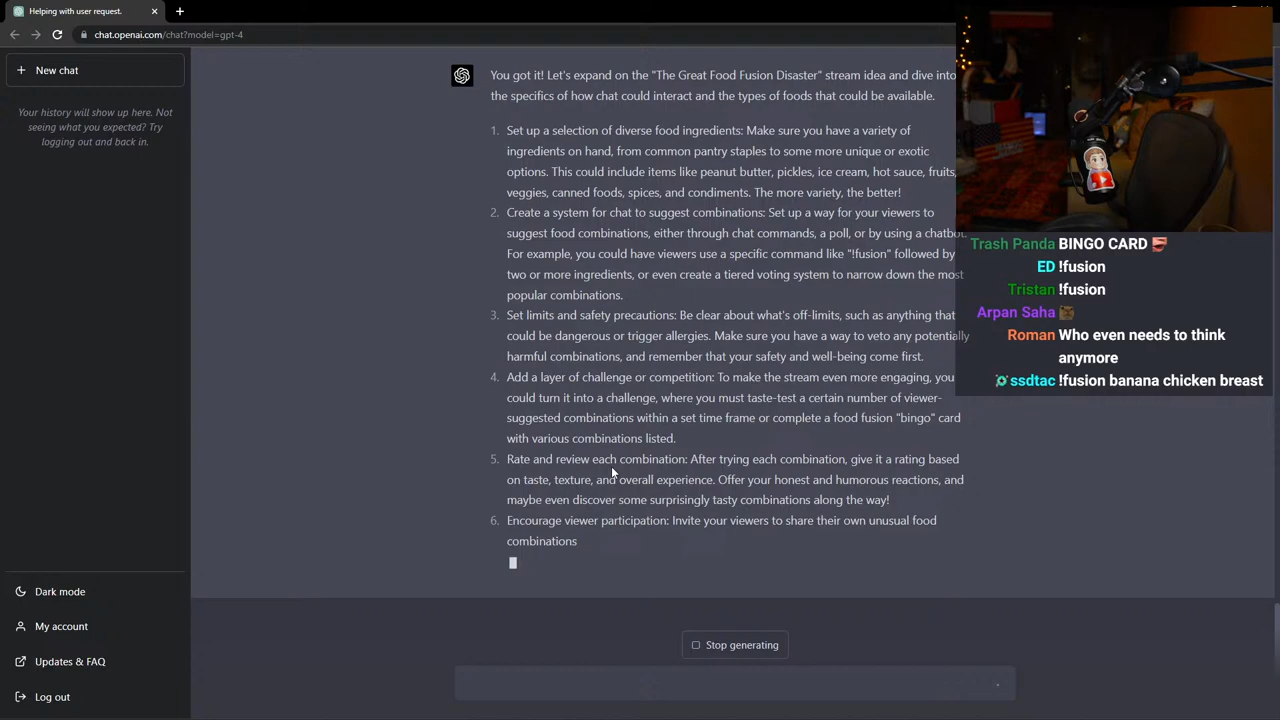 Helping with user request.
chat.openai.com/chat?model=gpt-4
New chat
Your history will show up here. Not
seeing what you expected? Try
logging out and back in.
Dark mode
My account
Updates & FAQ
Log out
You got it! Let's expand on the "The Great Food Fusion Disaster" stream idea and dive into
the specifics of how chat could interact and the types of foods that could be available.
1. Set up a selection of diverse food ingredients: Make sure you have a variety of
ingredients on hand, from common pantry staples to some more unique or exotic
options. This could include items like peanut butter, pickles, ice cream, hot sauce, fruits,
veggies, canned foods, spices, and condiments. The more variety, the better!
2. Create a system for chat to suggest combinations: Set up a way for your viewers to
suggest food combinations, either through chat commands, a poll, or by using a chatbot.
For example, you could have viewers use a specific command like "!fusion" followed by
two or more ingredients, or even create a tiered voting system to narrow down the most
popular combinations.
3. Set limits and safety precautions: Be clear about what's off-limits, such as anything that
could be dangerous or trigger allergies. Make sure you have a way to veto any potentially
harmful combinations, and remember that your safety and well-being come first.
4. Add a layer of challenge or competition: To make the stream even more engaging, you
could turn it into a challenge, where you must taste-test a certain number of viewer-
suggested combinations within a set time frame or complete a food fusion "bingo" card
with various combinations listed.
5. Rate and review each combination: After trying each combination, give it a rating based
on taste, texture, and overall experience. Offer your honest and humorous reactions, and
maybe even discover some surprisingly tasty combinations along the way!
6. Encourage viewer participation: Invite your viewers to share their own unusual food
combinations
Stop generating
Trash Panda BINGO CARD
ED !fusion
Tristan !fusion
Arpan Saha
Roman Who even needs to think
anymore
ssdtac !fusion banana chicken breast